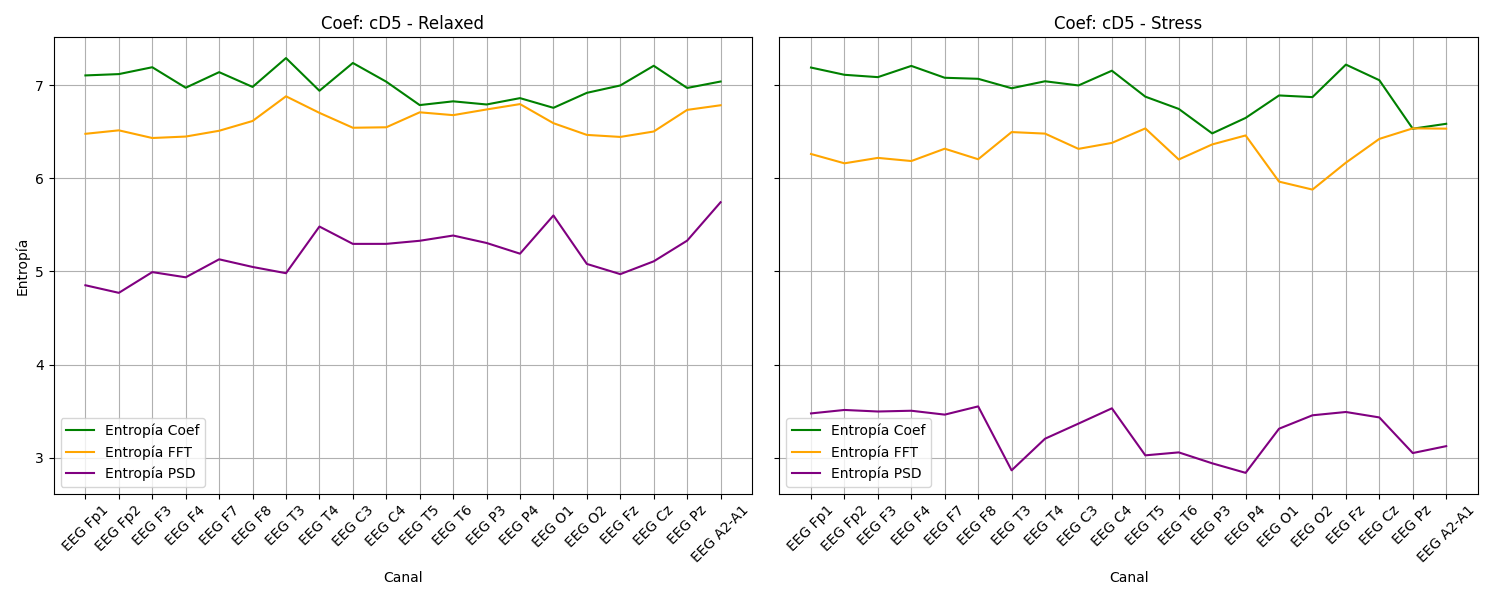 Coef: cD5 - Relaxed
Entropía
7
6
5
4
3
Entropía Coef
Entropía FFT
Entropía PSD
EEG Fp1
EEG Fp2
EEG F3
EEG F4
EEG F7
EEG F8
EEG T3
EEG T4
EEG C3
EEG C4
EEG T5
EEG T6
EEG P3
EEG P4
EEG O1
EEG O2
EEG Fz
EEG Cz
EEG Pz
EEG A2-A1
Canal
Coef: cD5 - Stress
Entropía Coef
Entropía FFT
Entropía PSD
EEG Fp1
EEG Fp2
EEG F3
EEG F4
EEG F7
EEG F8
EEG T3
EEG T4
EEG C3
EEG C4
EEG T5
EEG T6
EEG P3
EEG P4
EEG O1
EEG O2
EEG Fz
EEG Cz
EEG Pz
EEG A2-A1
Canal